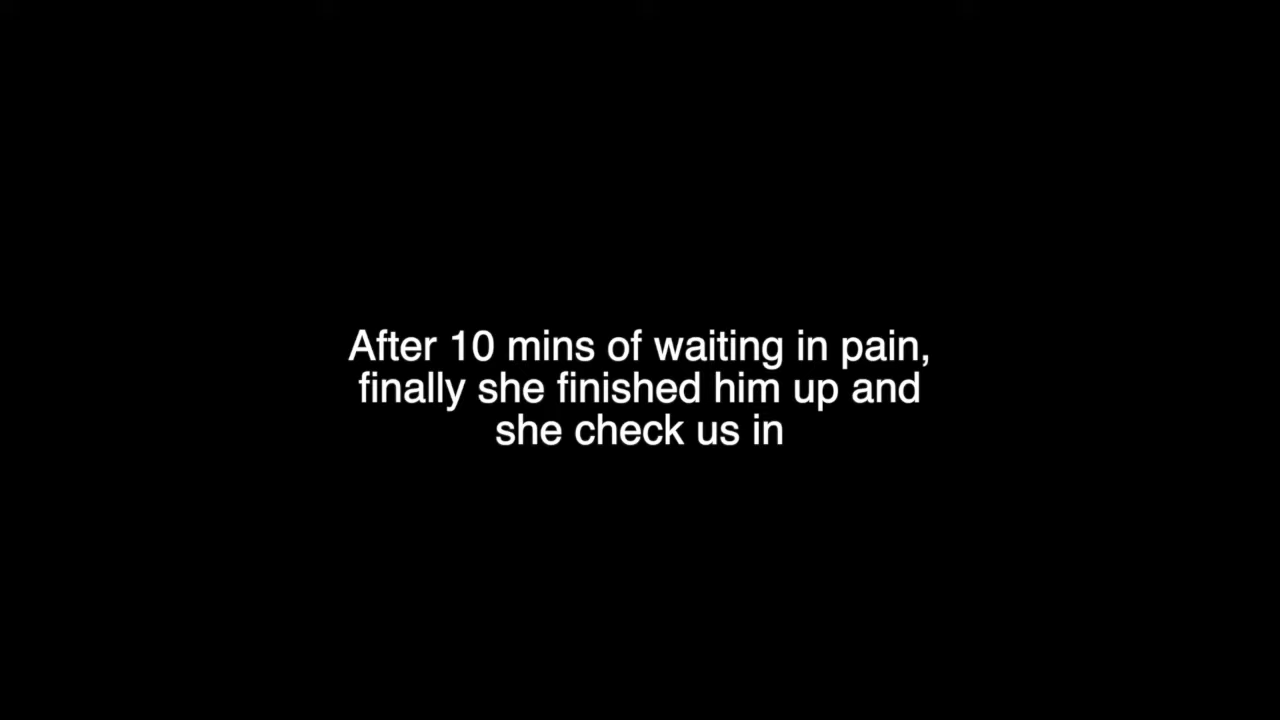 After 10 mins of waiting in pain,
finally she finished him up and
she check us in